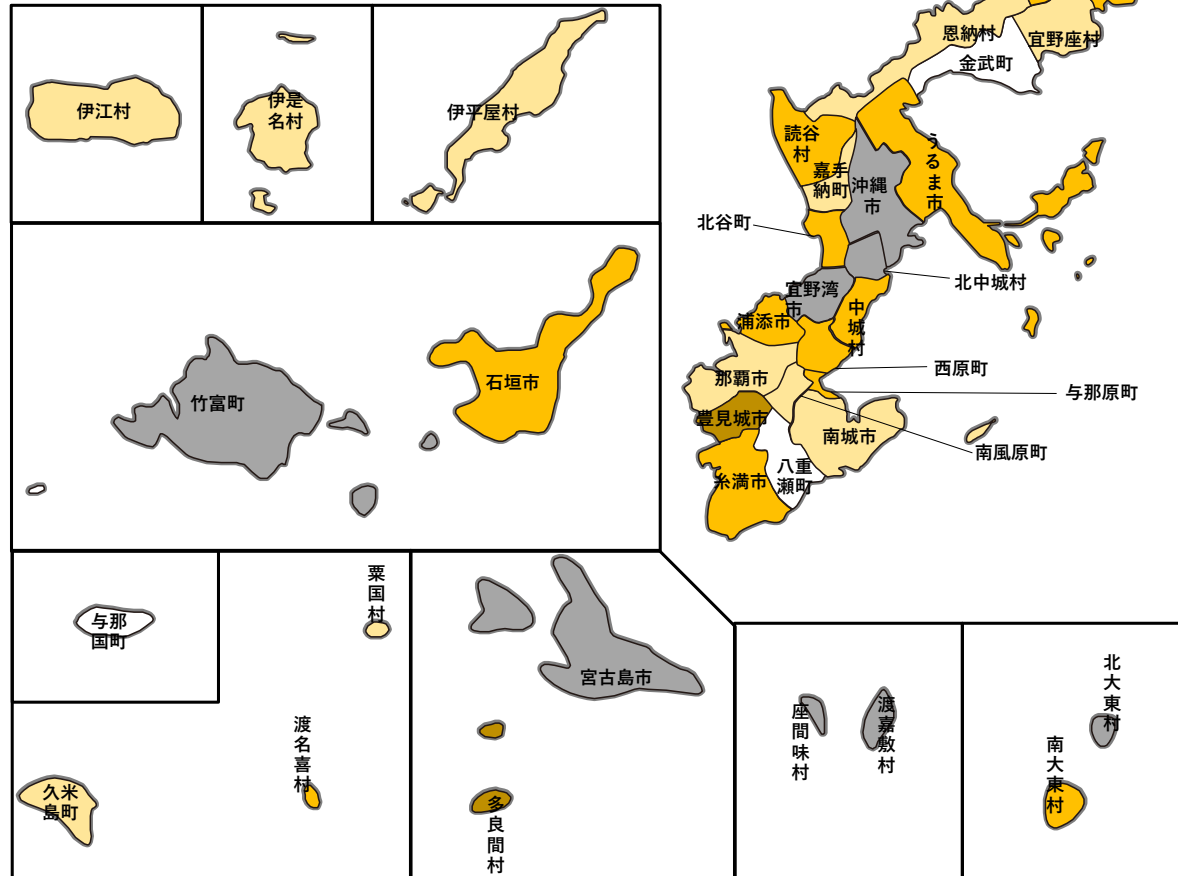 恩納村
宜野座村
金武町
伊江村
伊是
名村
伊平屋村
読谷
村
うるま市
嘉手
納町
沖縄
市
北谷町
北中城村
宜野湾
市
中城村
浦添市
西原町
那覇市
石垣市
与那原町
竹富町
豊見城市
南城市
南風原町
八重
瀬町
糸満市
粟国村
与那
国町
宮古島市
北大東村
座間味村
渡嘉敷村
渡名喜村
南大東村
久米
島町
多良間村